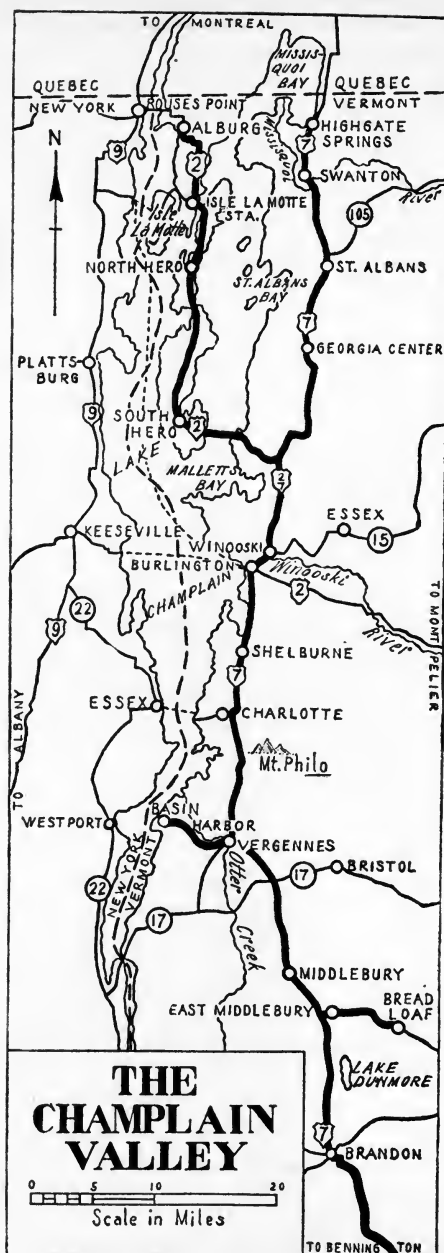 TO MONTREAL
MISSIS-
QUOI
BAY
QUEBEC
NEW YORK
QUEBEC
VERMONT
ROUSES POINT
ALBURG
HIGHGATE
SPRINGS
N
9
2
7
MISSISQUOI
SWANTON
River
105
ISLE LA MOTTE
STA.
Isle
La Motte
NORTH HERO
ST. ALBANS
BAY
ST. ALBANS
7
GEORGIA CENTER
PLATTS
BURG
9
SOUTH
HERO
2
LAKE
MALLETTS
BAY
2
7
ESSEX
15
KEESEVILLE
WINOOSKI
BURLINGTON
Winooski
River
2
CHAMPLAIN
22
9
TO MONTPELIER
SHELBURNE
7
TO ALBANY
ESSEX
CHARLOTTE
Mt. Philo
BASIN
HARBOR
WESTPORT
VERGENNES
NEW YORK
VERMONT
Otter
Creek
22
17
17
BRISTOL
MIDDLEBURY
EAST MIDDLEBURY
BREAD
LOAF
LAKE
DUNMORE
7
BRANDON
TO BENNINGTON
THE
CHAMPLAIN
VALLEY
0 5 10 20
Scale in Miles